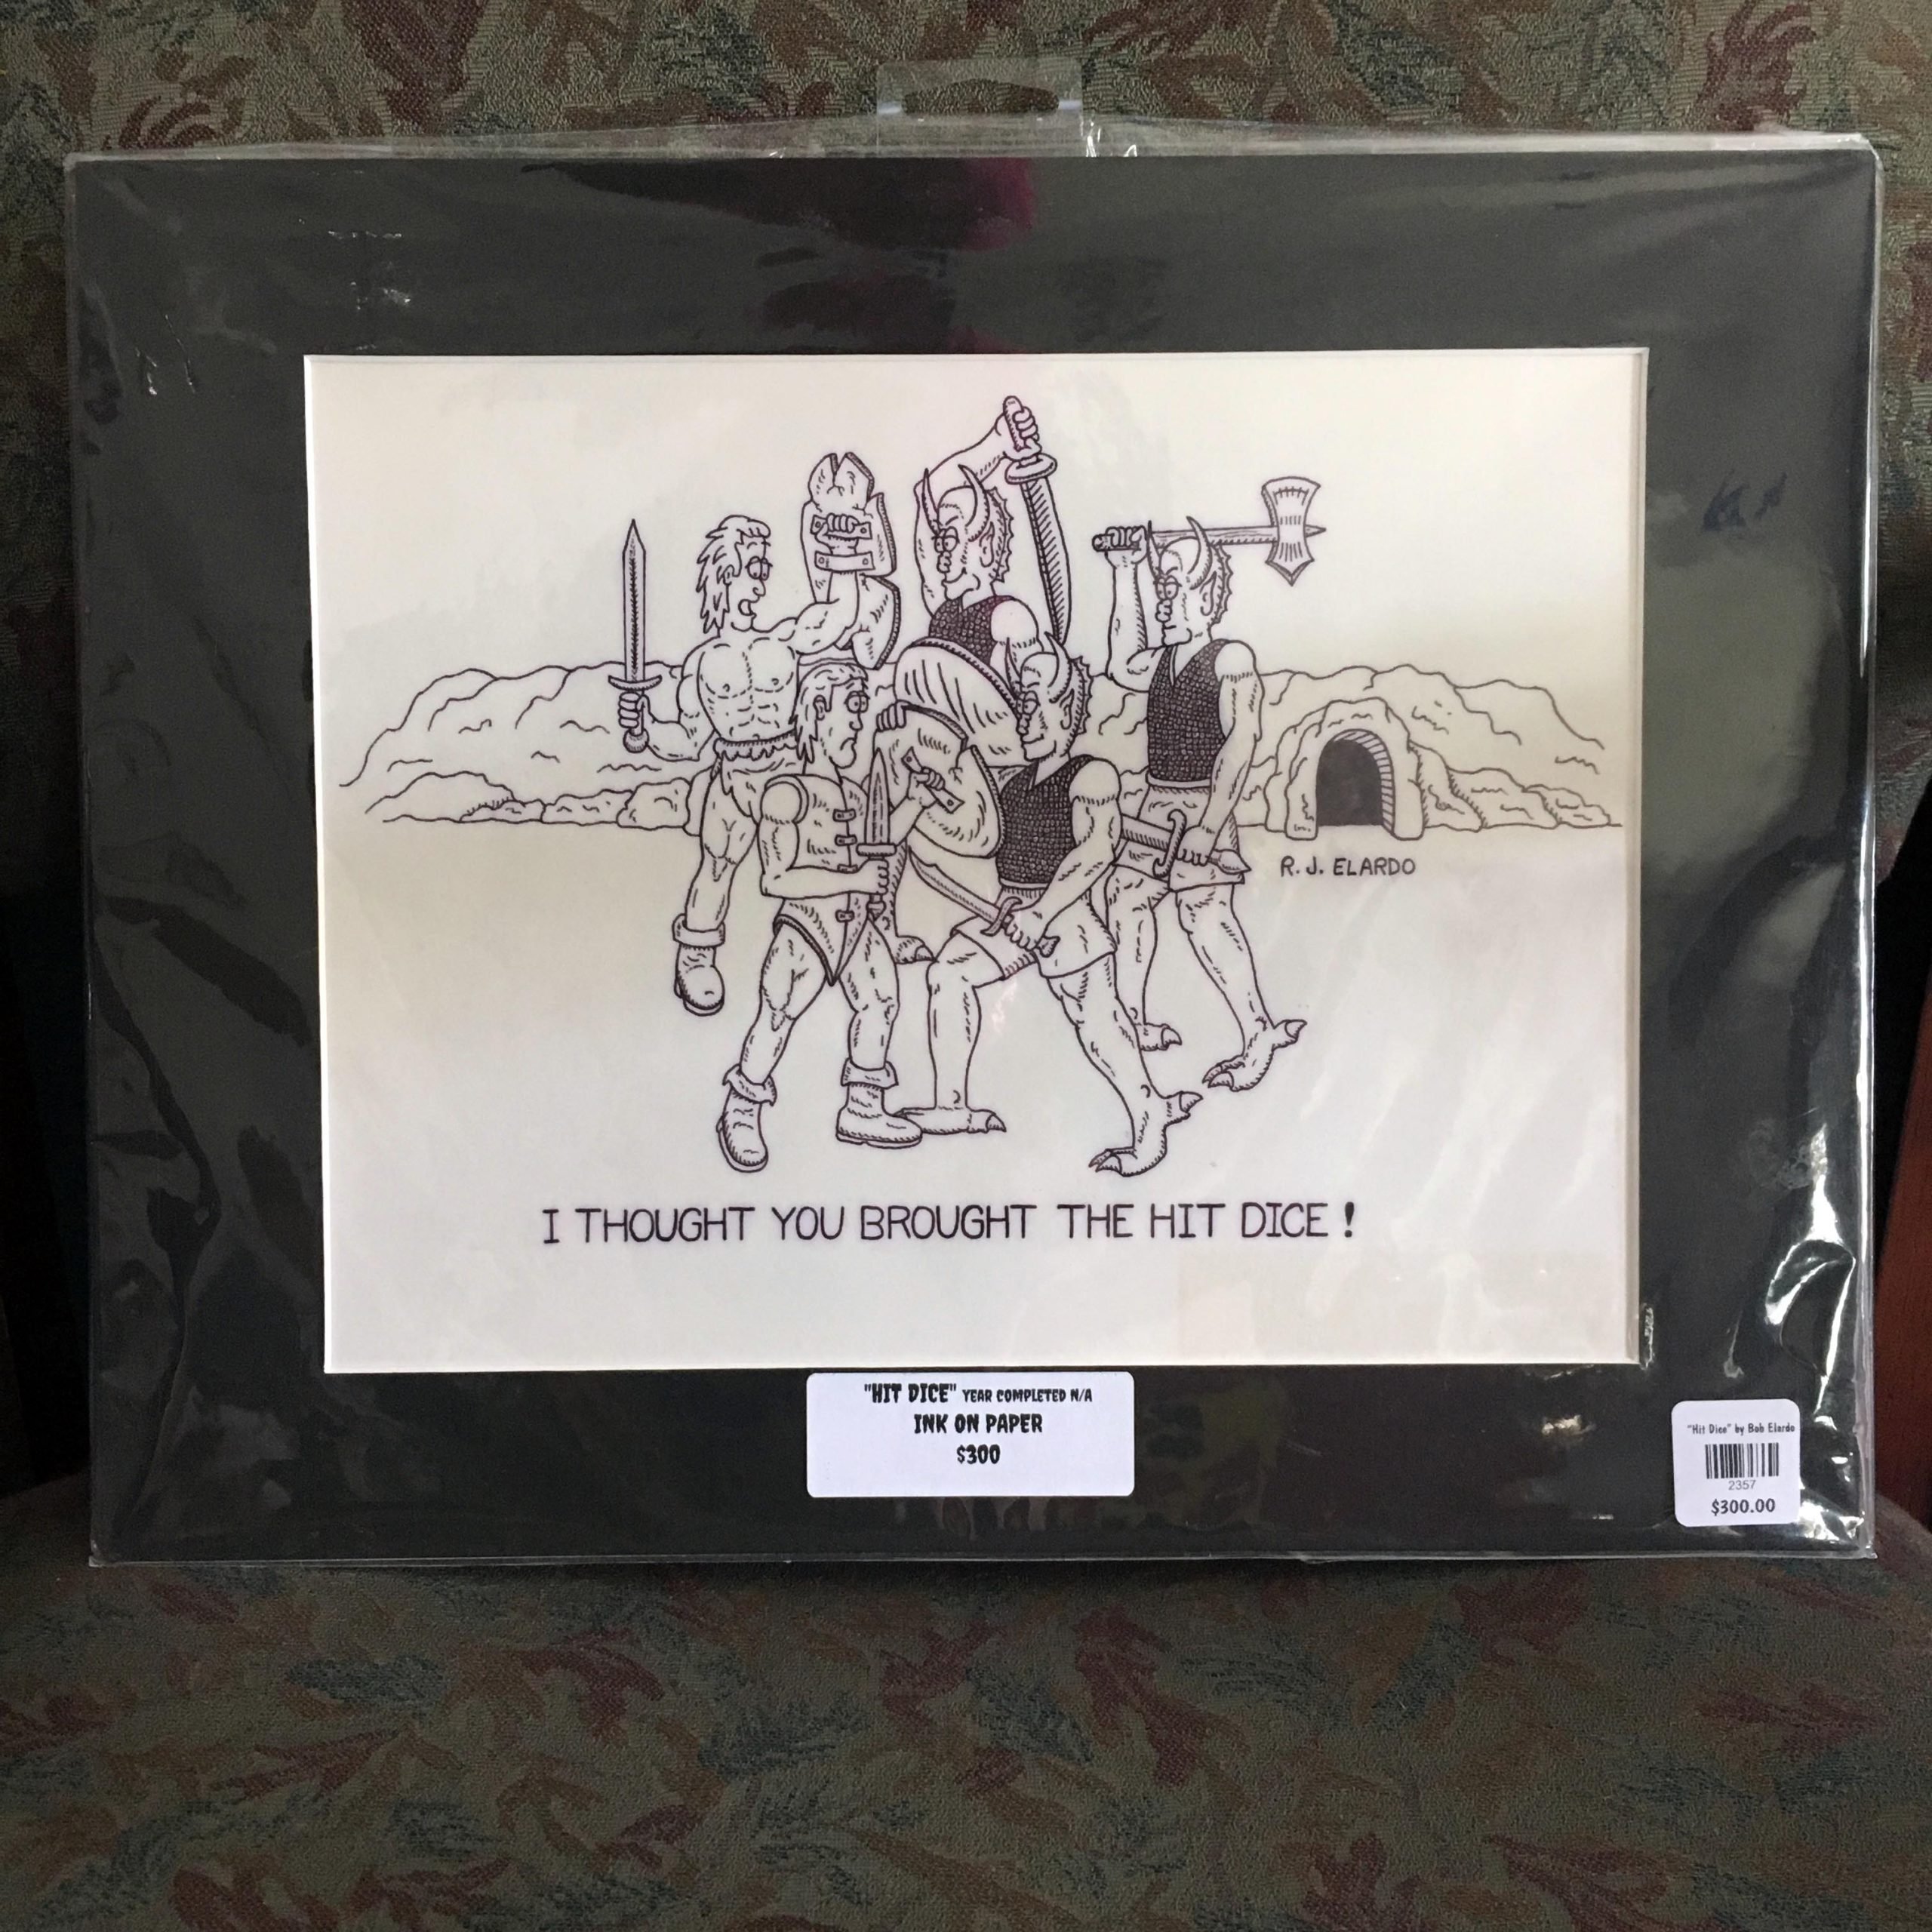 R. J. ELARDO
I THOUGHT YOU BROUGHT THE HIT DICE !
"HIT DICE" YEAR COMPLETED N/A
INK ON PAPER
$300
"Hit Dice" by Bob Elardo
2357
$300.00